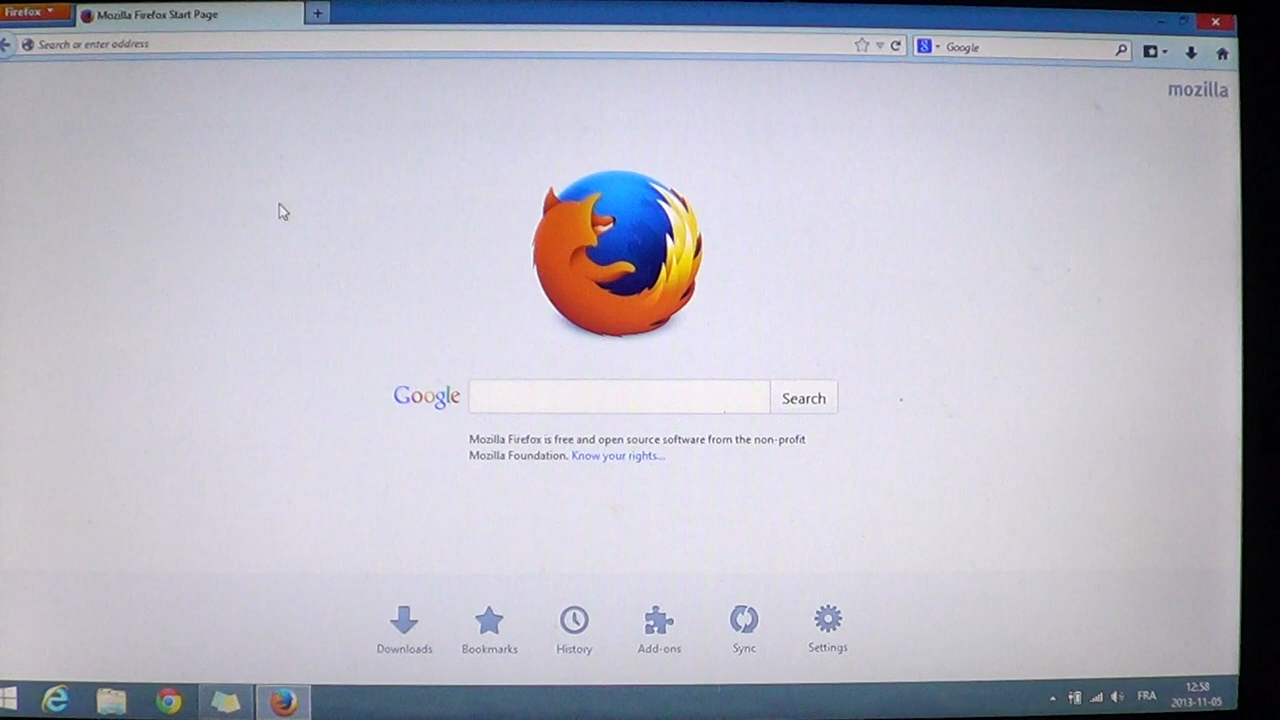 Firefox
Mozilla Firefox Start Page
Search or enter address
Google
mozilla
Google
Search
Mozilla Firefox is free and open source software from the non-profit
Mozilla Foundation. Know your rights...
Downloads
Bookmarks
History
Add-ons
Sync
Settings
FRA
12:58
2013-11-05